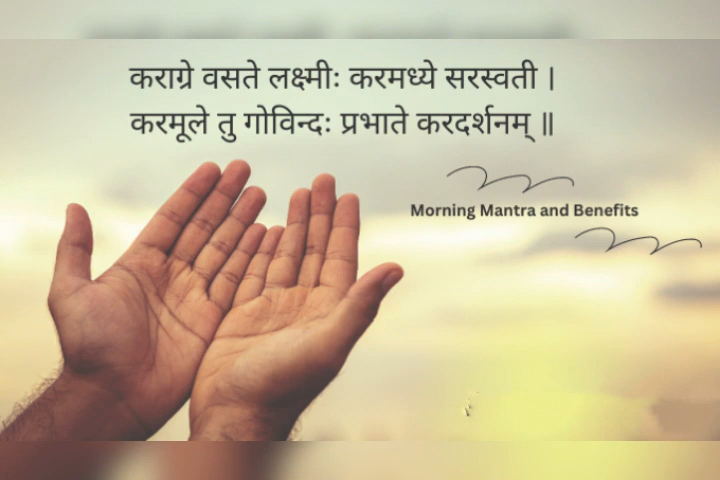 कराग्रे वसते लक्ष्मीः करमध्ये सरस्वती ।
करमूले तु गोविन्दः प्रभाते करदर्शनम् ॥
Morning Mantra and Benefits